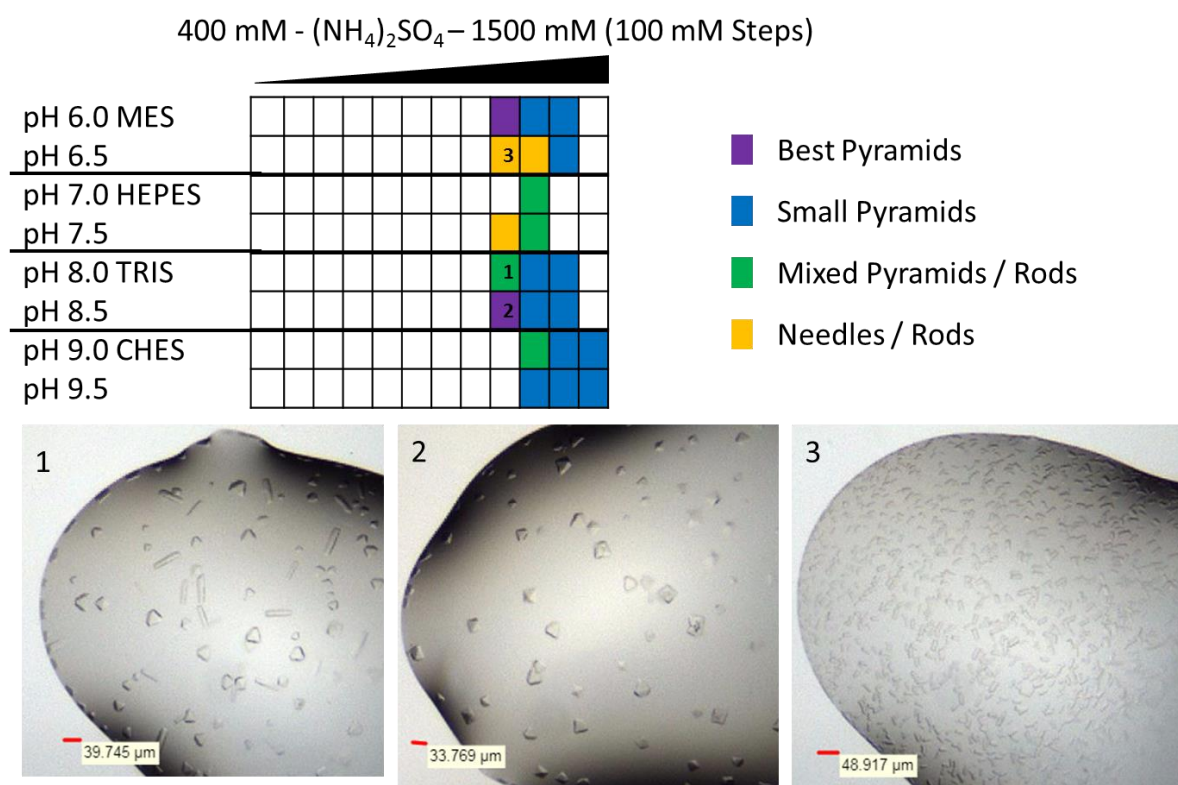 400 mM - (NH4)2SO4 – 1500 mM (100 mM Steps)
pH 6.0 MES
pH 6.5
3
pH 7.0 HEPES
pH 7.5
pH 8.0 TRIS
1
pH 8.5
2
pH 9.0 CHES
pH 9.5
Best Pyramids
Small Pyramids
Mixed Pyramids / Rods
Needles / Rods
1
39.745 µm
2
33.769 µm
3
48.917 µm